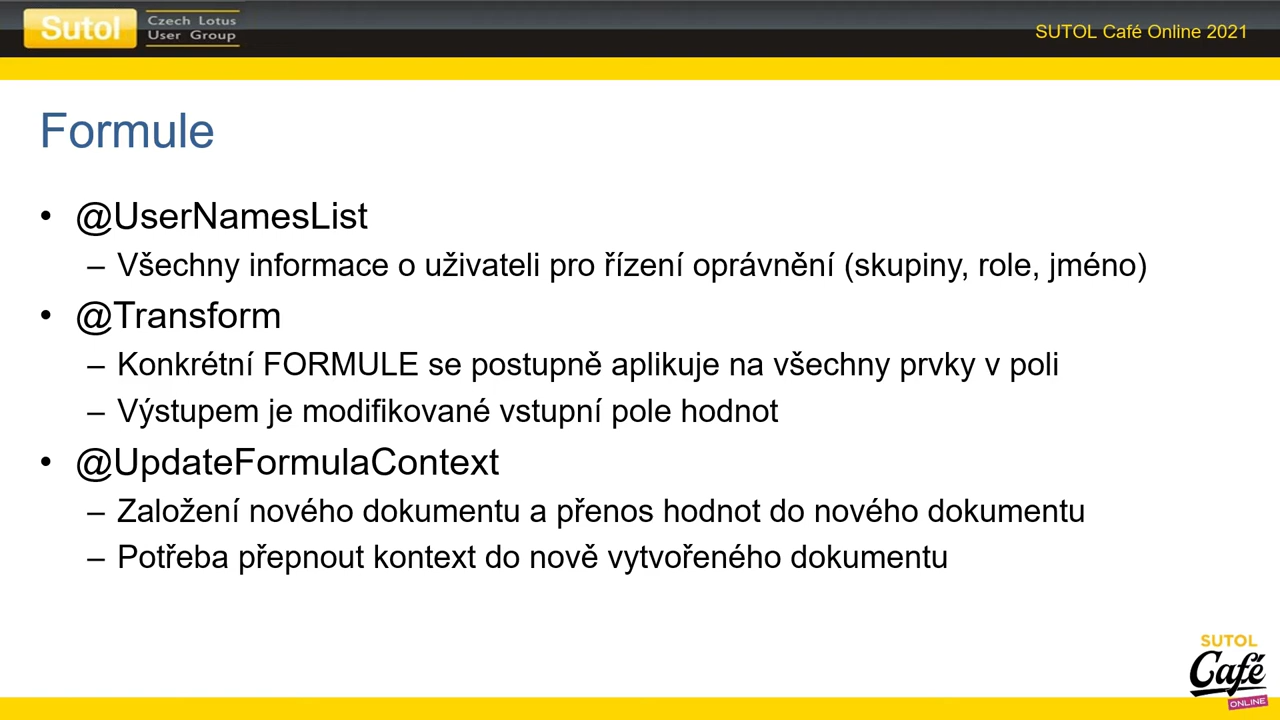 Sutol
Czech Lotus
User Group
SUTOL Café Online 2021
Formule
• @UserNamesList
– Všechny informace o uživateli pro řízení oprávnění (skupiny, role, jméno)
• @Transform
– Konkrétní FORMULE se postupně aplikuje na všechny prvky v poli
– Výstupem je modifikované vstupní pole hodnot
• @UpdateFormulaContext
– Založení nového dokumentu a přenos hodnot do nového dokumentu
– Potřeba přepnout kontext do nově vytvořeného dokumentu
SUTOL
Café
ONLINE